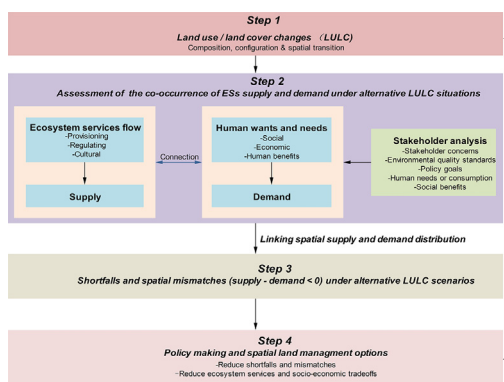 Step 1
Land use / land cover changes (LULC)
Composition, configuration & spatial transition
Step 2
Assessment of the co-occurrence of ESs supply and demand under alternative LULC situations
Ecosystem services flow
-Provisioning
-Regulating
-Cultural
Supply
Connection
Human wants and needs
-Social
-Economic
-Human benefits
Demand
Stakeholder analysis
-Stakeholder concerns
-Environmental quality standards
-Policy goals
-Human needs or consumption
-Social benefits
Linking spatial supply and demand distribution
Step 3
Shortfalls and spatial mismatches (supply - demand < 0) under alternative LULC scenarios
Step 4
Policy making and spatial land managment options
-Reduce shortfalls and mismatches
-Reduce ecosystem services and socio-economic tradeoffs